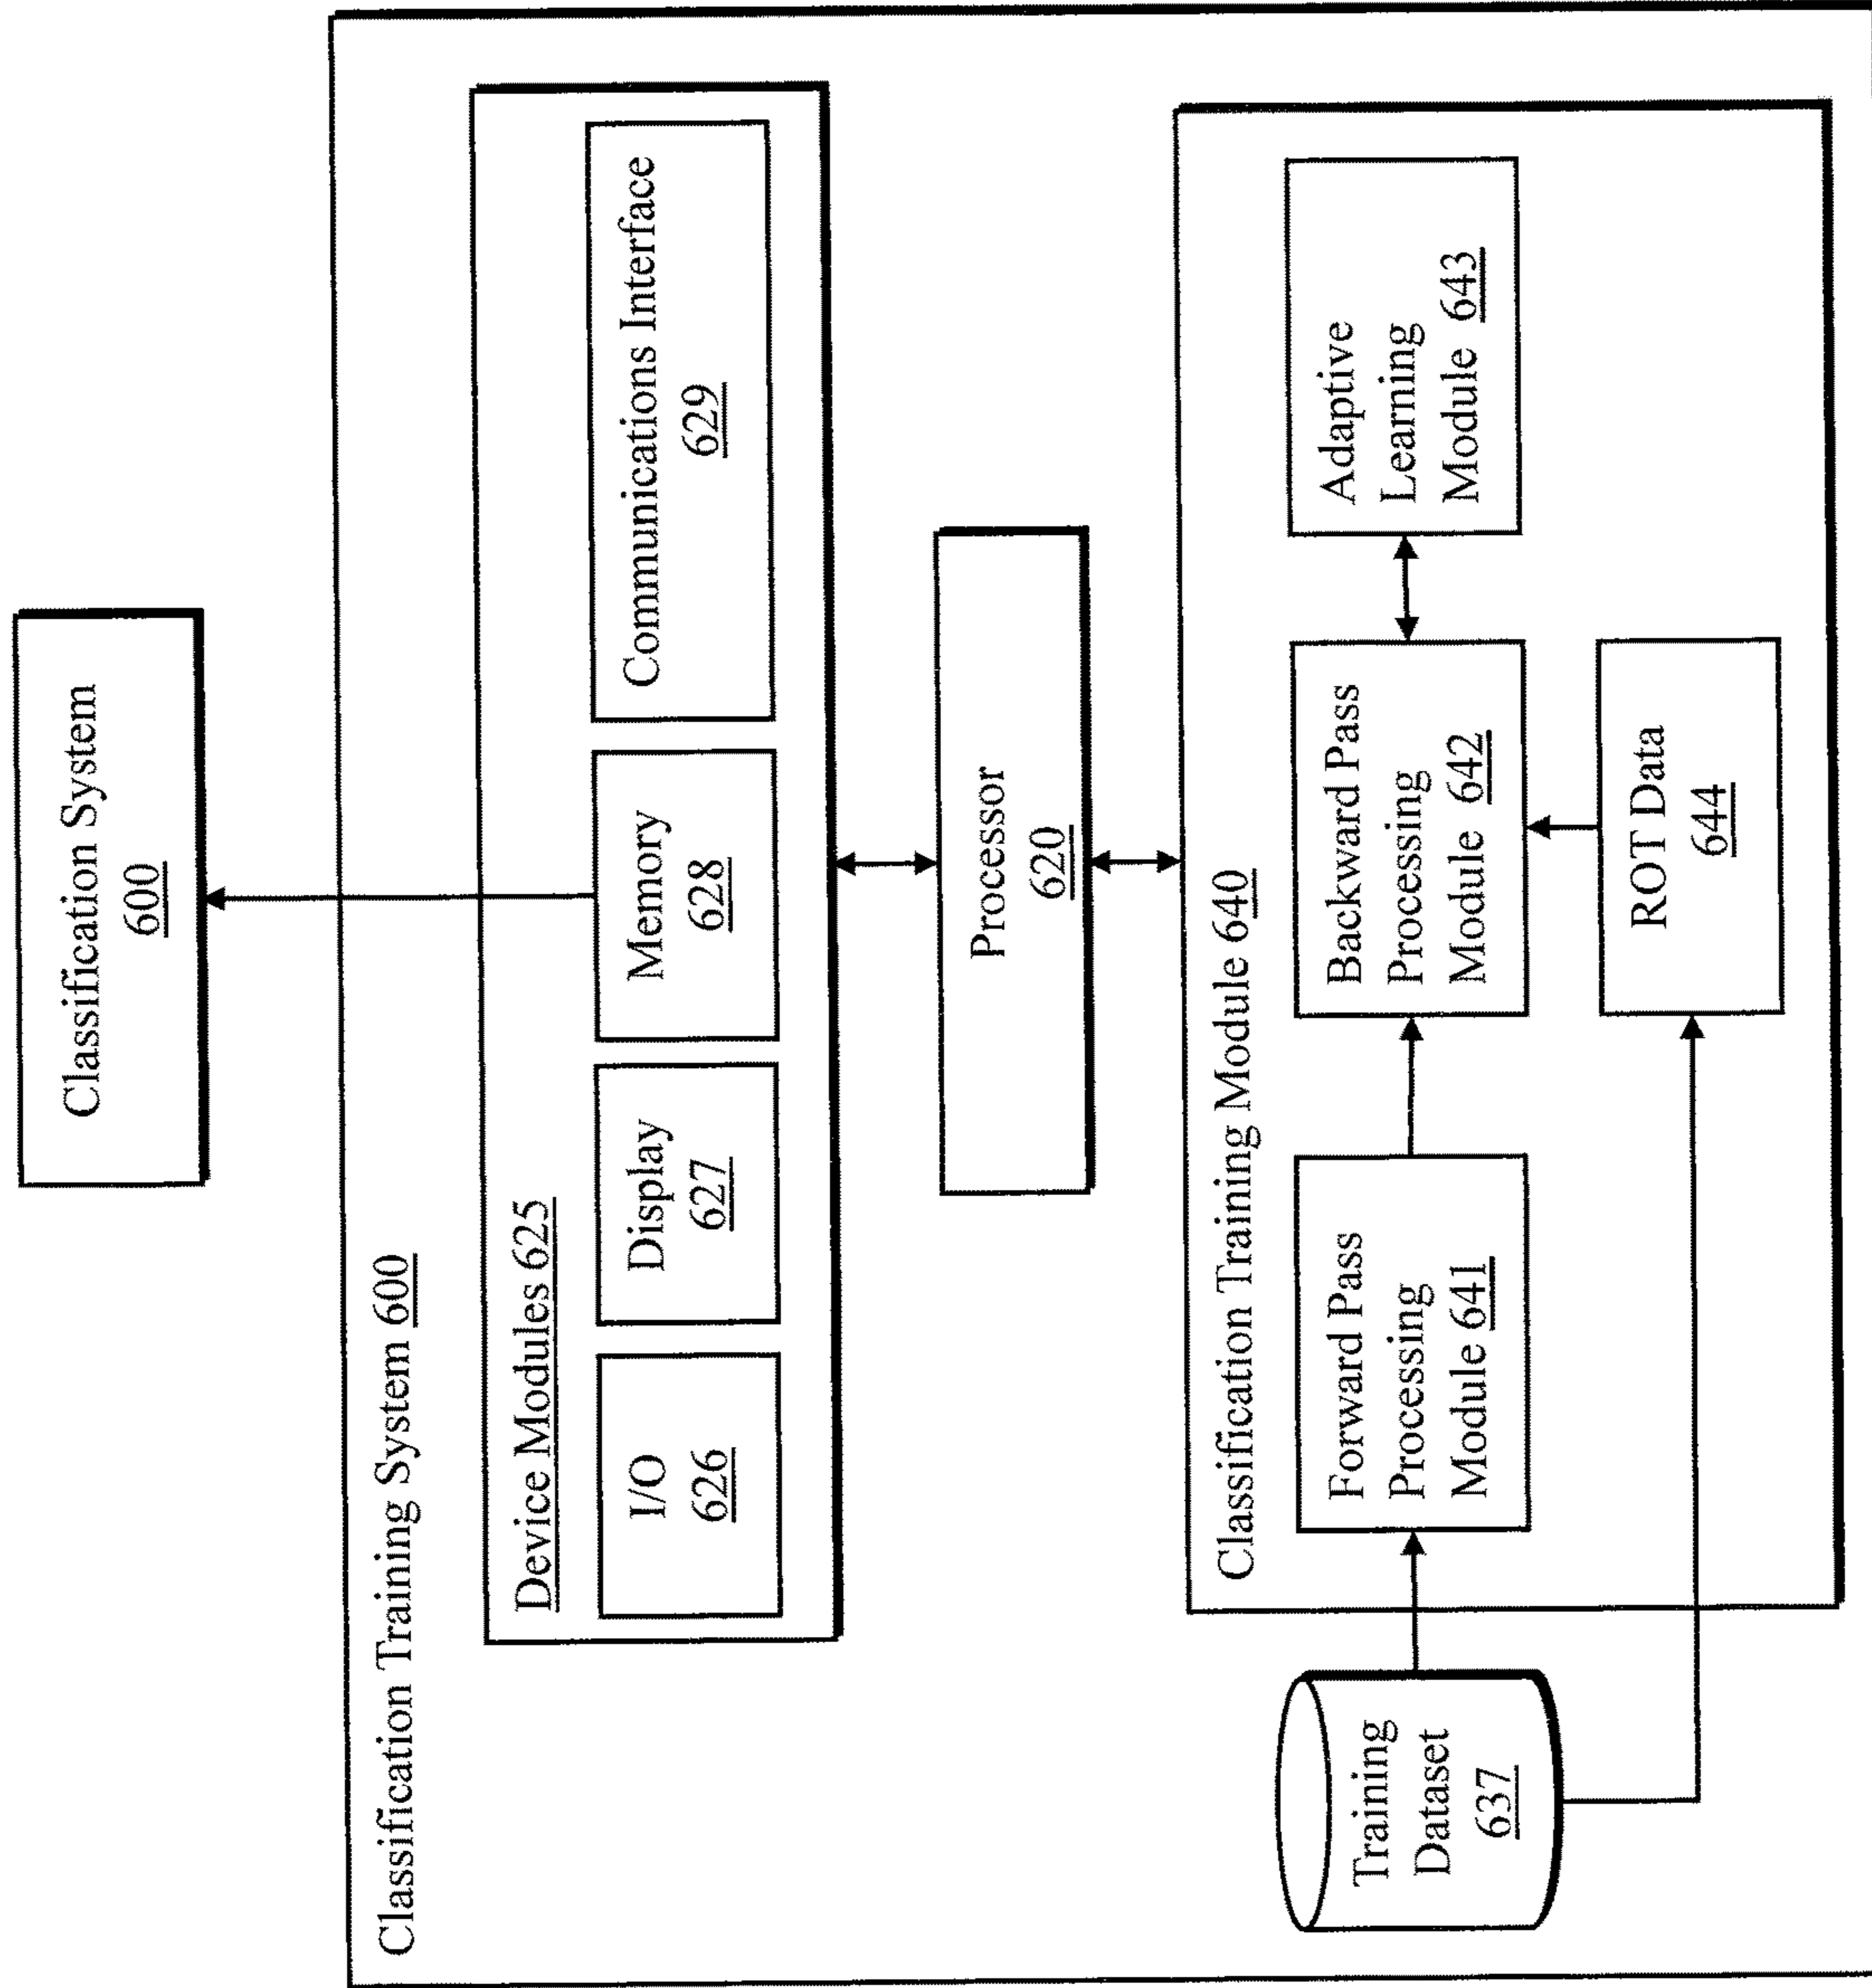 Classification System
600
Classification Training System 600
Device Modules 625
I/O
626
Display
627
Memory
628
Communications Interface
629
Processor
620
Classification Training Module 640
Training
Dataset
637
Forward Pass
Processing
Module 641
Backward Pass
Processing
Module 642
Adaptive
Learning
Module 643
ROT Data
644